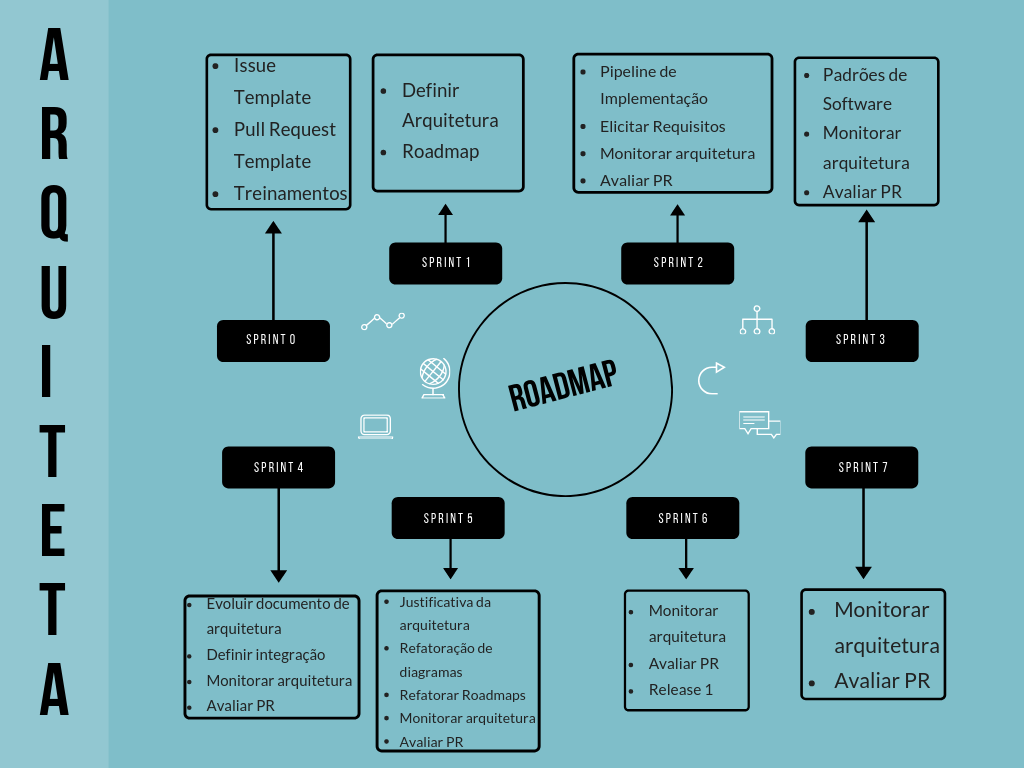 ARQUITETA
Issue
Template
Pull Request
Template
Treinamentos
Definir
Arquitetura
Roadmap
Pipeline de
Implementação
Elicitar Requisitos
Monitorar arquitetura
Avaliar PR
Padrões de
Software
Monitorar
arquitetura
Avaliar PR
SPRINT 0
SPRINT 1
SPRINT 2
SPRINT 3
ROADMAP
SPRINT 4
SPRINT 5
SPRINT 6
SPRINT 7
Evoluir documento de
arquitetura
Definir integração
Monitorar arquitetura
Avaliar PR
Justificativa da
arquitetura
Refatoração de
diagramas
Refatorar Roadmaps
Monitorar arquitetura
Avaliar PR
Monitorar
arquitetura
Avaliar PR
Release 1
Monitorar
arquitetura
Avaliar PR